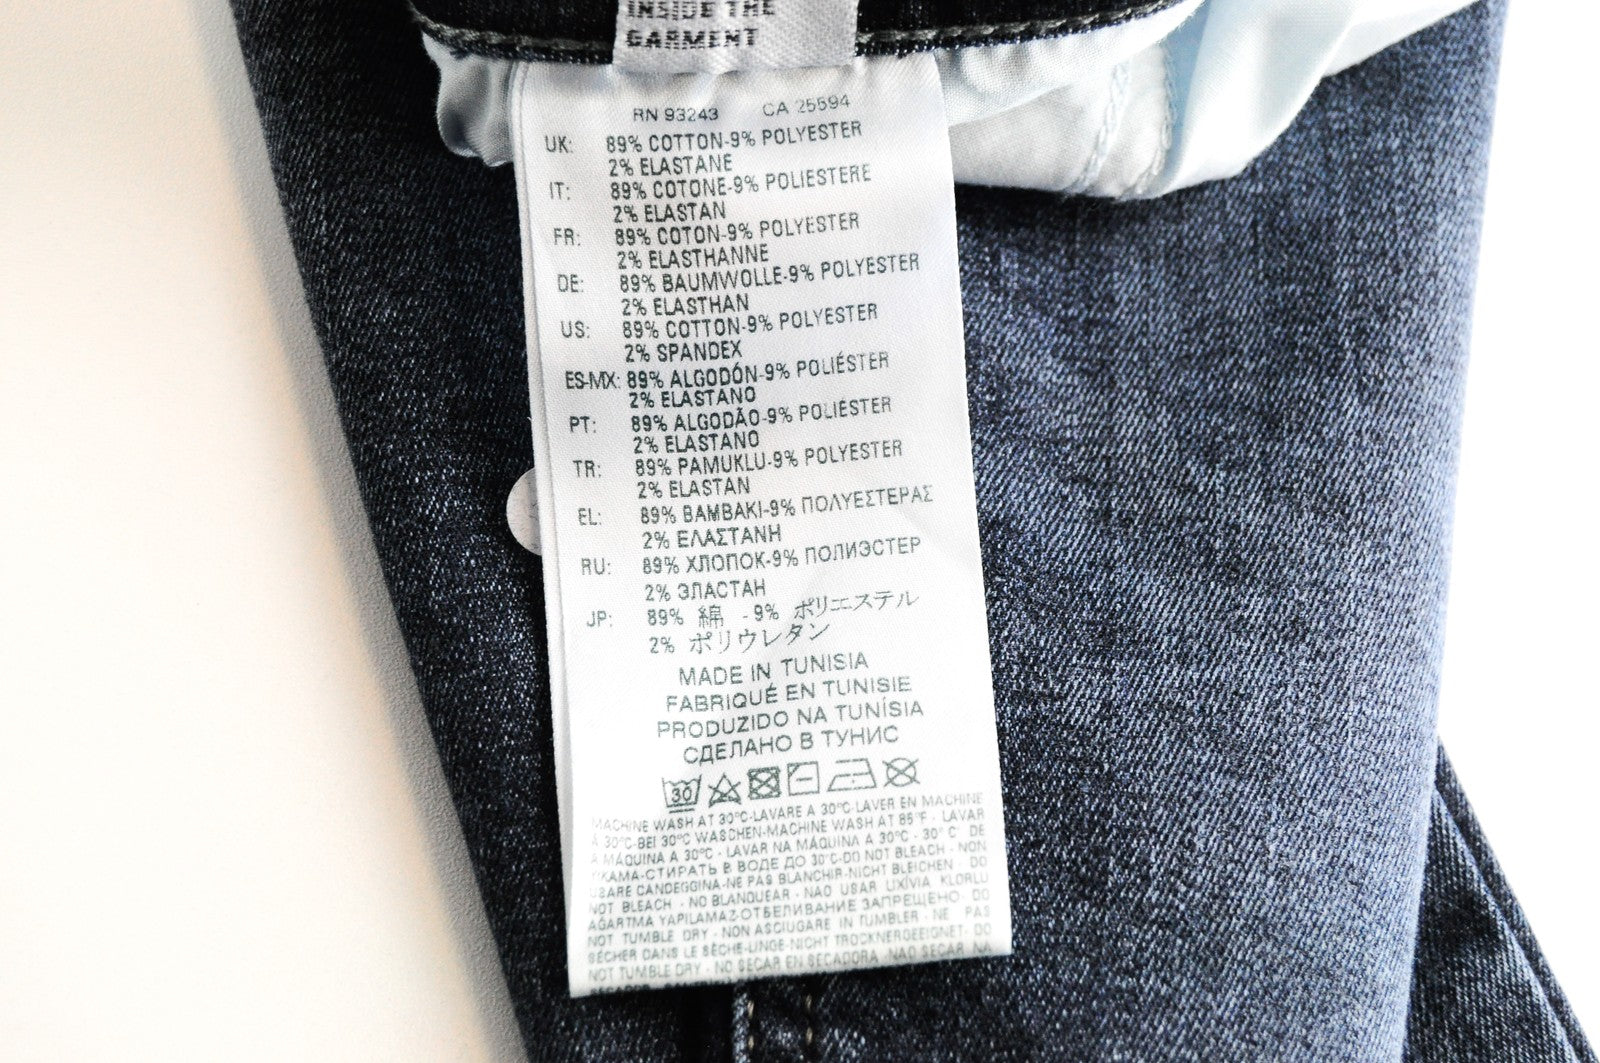 INSIDE THE
GARMENT
RN 93243 CA 25594
UK: 89% COTTON-9% POLYESTER
2% ELASTANE
IT: 89% COTONE-9% POLIESTERE
2% ELASTAN
FR: 89% COTON-9% POLYESTER
2% ELASTHANNE
DE: 89% BAUMWOLLE-9% POLYESTER
2% ELASTHAN
US: 89% COTTON-9% POLYESTER
2% SPANDEX
ES-MX: 89% ALGODÓN-9% POLIÉSTER
2% ELASTANO
PT: 89% ALGODÃO-9% POLIÉSTER
2% ELASTANO
TR: 89% PAMUKLU-9% POLYESTER
2% ELASTAN
EL: 89% ΒΑΜΒΑΚΙ-9% ΠΟΛΥΕΣΤΕΡΑΣ
2% ΕΛΑΣΤΑΝΗ
RU: 89% ХЛОПОК-9% ПОЛИЭСТЕР
2% ЭЛАСТАН
JP: 89% 綿 -9% ポリエステル
2% ポリウレタン
MADE IN TUNISIA
FABRIQUÉ EN TUNISIE
PRODUZIDO NA TUNÍSIA
СДЕЛАНО В ТУНИС
30
MACHINE WASH AT 30°C-LAVARE A 30°C-LAVER EN MACHINE
À 30°C-BEI 30°C WASCHEN-MACHINE WASH AT 85°F - LAVAR
A MÁQUINA A 30°C - LAVAR NA MÁQUINA A 30°C - 30° C DE
YIKAMA-СТИРАТЬ В ВОДЕ ДО 30°C-DO NOT BLEACH - NON
USARE CANDEGGINA-NE PAS BLANCHIR-NICHT BLEICHEN - DO
NOT BLEACH - NO BLANQUEAR - NAO USAR LIXÍVIA KLORLU
AĞARTMA YAPILAMAZ-ОТБЕЛИВАНИЕ ЗАПРЕЩЕНО- DO
NOT TUMBLE DRY - NON ASCIUGARE IN TUMBLER - NE PAS
SÉCHER DANS LE SÈCHE-LINGE-NICHT TROCKNERGEEIGNET- DO
NOT TUMBLE DRY - NO SECAR EN SECADORA -NAO SECAR NA